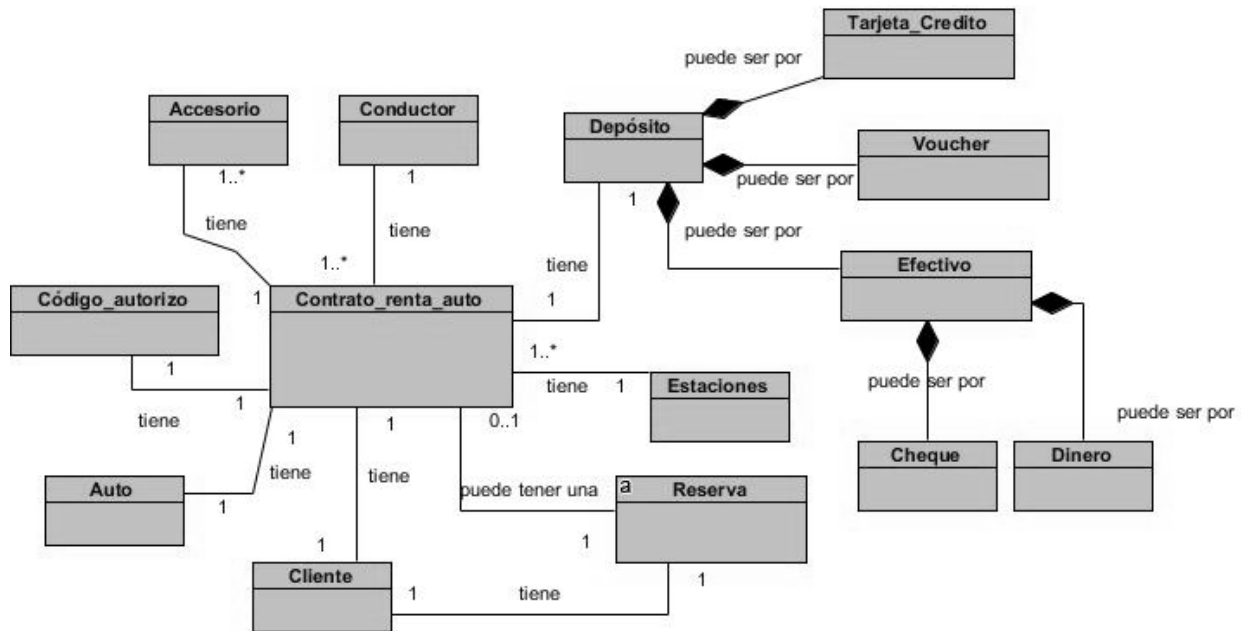 Tarjeta_Credito
puede ser por
Accesorio
Conductor
Depósito
Voucher
1..*
1
puede ser por
1
tiene
tiene
puede ser por
Efectivo
1..*
tiene
Código_autorizo
1
Contrato_renta_auto
1
1..*
1
1
tiene
1
Estaciones
puede ser por
tiene
1
1
0..1
puede ser por
tiene
tiene
Cheque
Dinero
Auto
1
puede tener una
a
Reserva
1
1
Cliente
1
tiene
1